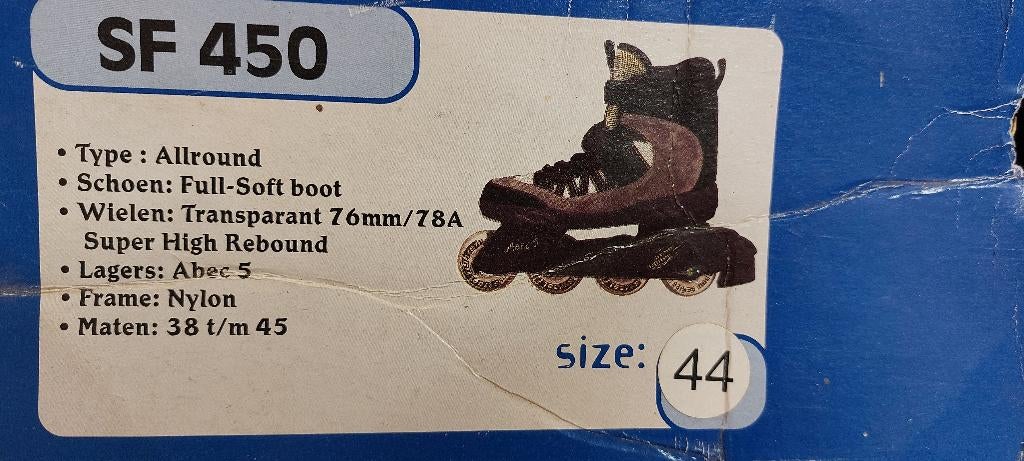 SF 450
• Type : Allround
• Schoen: Full-Soft boot
• Wielen: Transparant 76mm/78A
Super High Rebound
• Lagers: Abec 5
• Frame: Nylon
• Maten: 38 t/m 45
size: 44